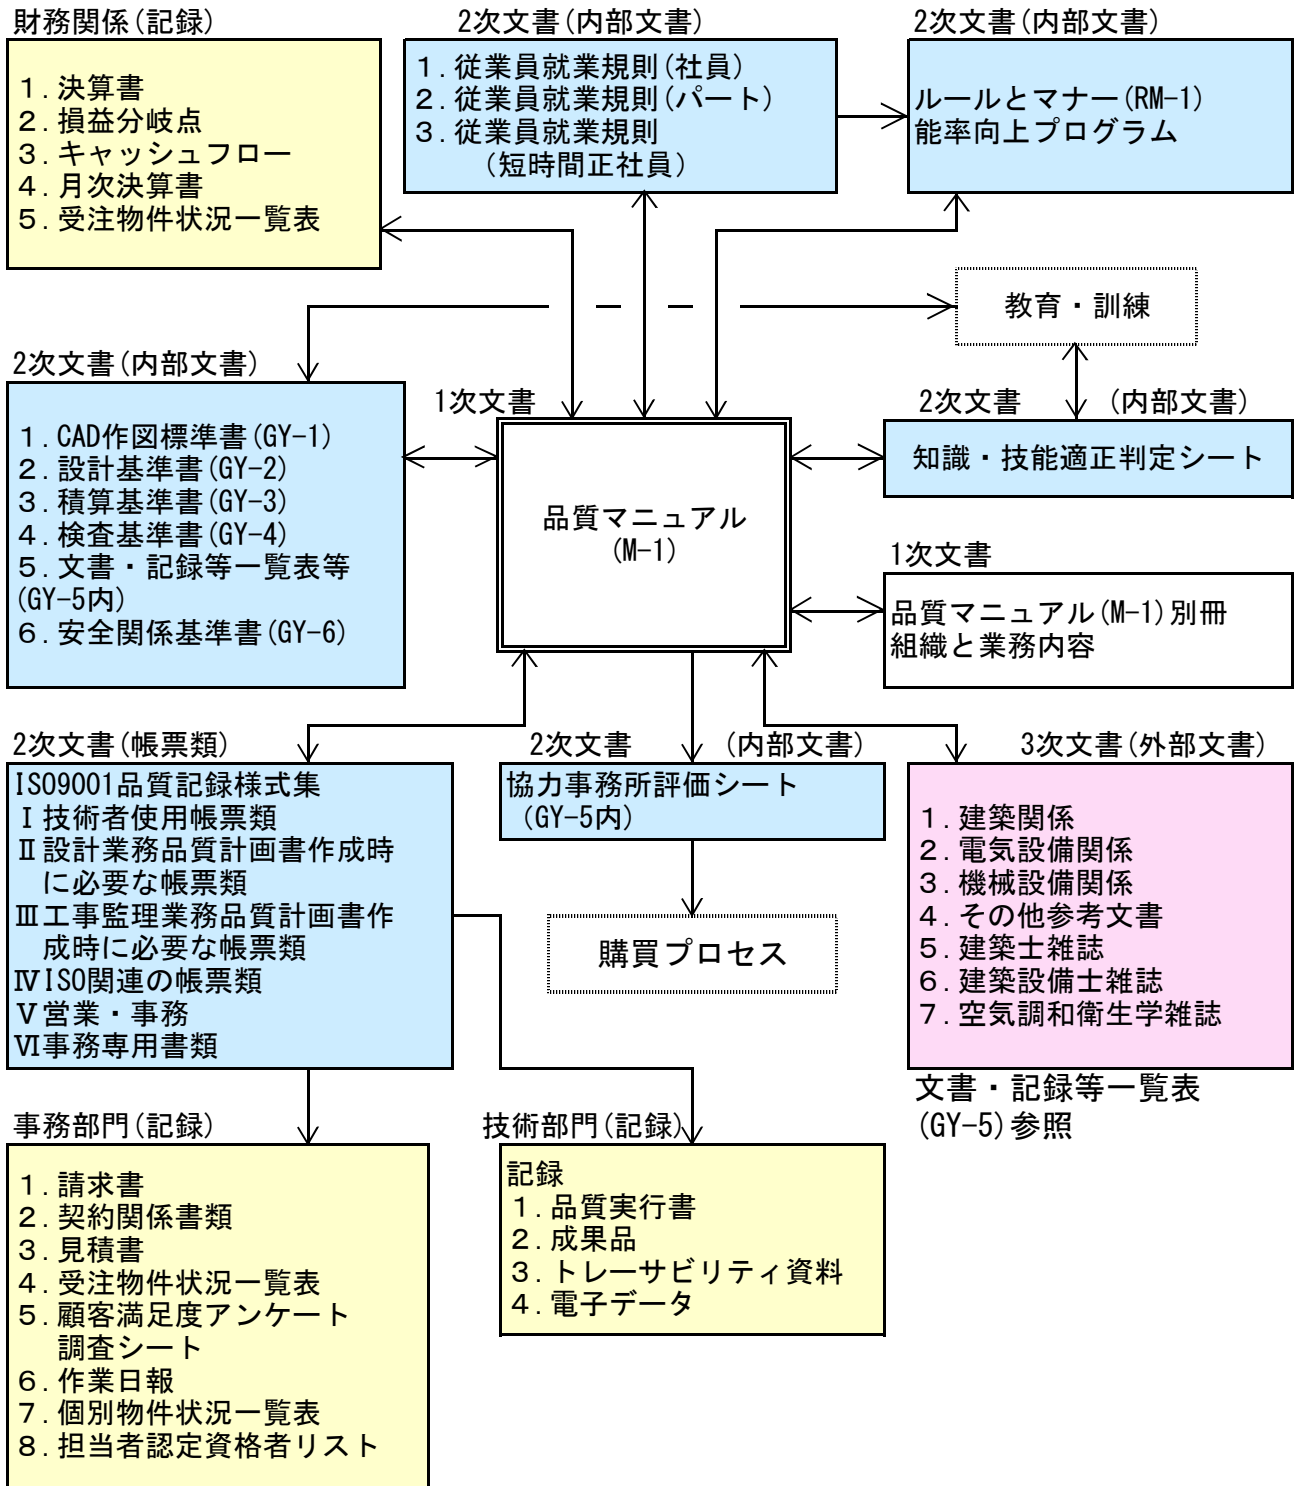 財務関係(記録)
１.決算書
２.損益分岐点
３.キャッシュフロー
４.月次決算書
５.受注物件状況一覧表
2次文書(内部文書)
１.従業員就業規則(社員)
２.従業員就業規則(パート)
３.従業員就業規則
(短時間正社員)
2次文書(内部文書)
ルールとマナー(RM-1)
能率向上プログラム
教育・訓練
2次文書(内部文書)
１.CAD作図標準書(GY-1)
２.設計基準書(GY-2)
３.積算基準書(GY-3)
４.検査基準書(GY-4)
５.文書・記録等一覧表等
(GY-5内)
６.安全関係基準書(GY-6)
1次文書
品質マニュアル
(M-1)
2次文書 (内部文書)
知識・技能適正判定シート
1次文書
品質マニュアル(M-1)別冊
組織と業務内容
2次文書(帳票類)
ISO9001品質記録様式集
Ⅰ技術者使用帳票類
Ⅱ設計業務品質計画書作成時
に必要な帳票類
Ⅲ工事監理業務品質計画書作
成時に必要な帳票類
ⅣISO関連の帳票類
Ⅴ営業・事務
Ⅵ事務専用書類
2次文書 (内部文書)
協力事務所評価シート
(GY-5内)
購買プロセス
3次文書(外部文書)
１.建築関係
２.電気設備関係
３.機械設備関係
４.その他参考文書
５.建築士雑誌
６.建築設備士雑誌
７.空気調和衛生学雑誌
文書・記録等一覧表
(GY-5)参照
事務部門(記録)
１.請求書
２.契約関係書類
３.見積書
４.受注物件状況一覧表
５.顧客満足度アンケート
調査シート
６.作業日報
７.個別物件状況一覧表
８.担当者認定資格者リスト
技術部門(記録)
記録
１.品質実行書
２.成果品
３.トレーサビリティ資料
４.電子データ